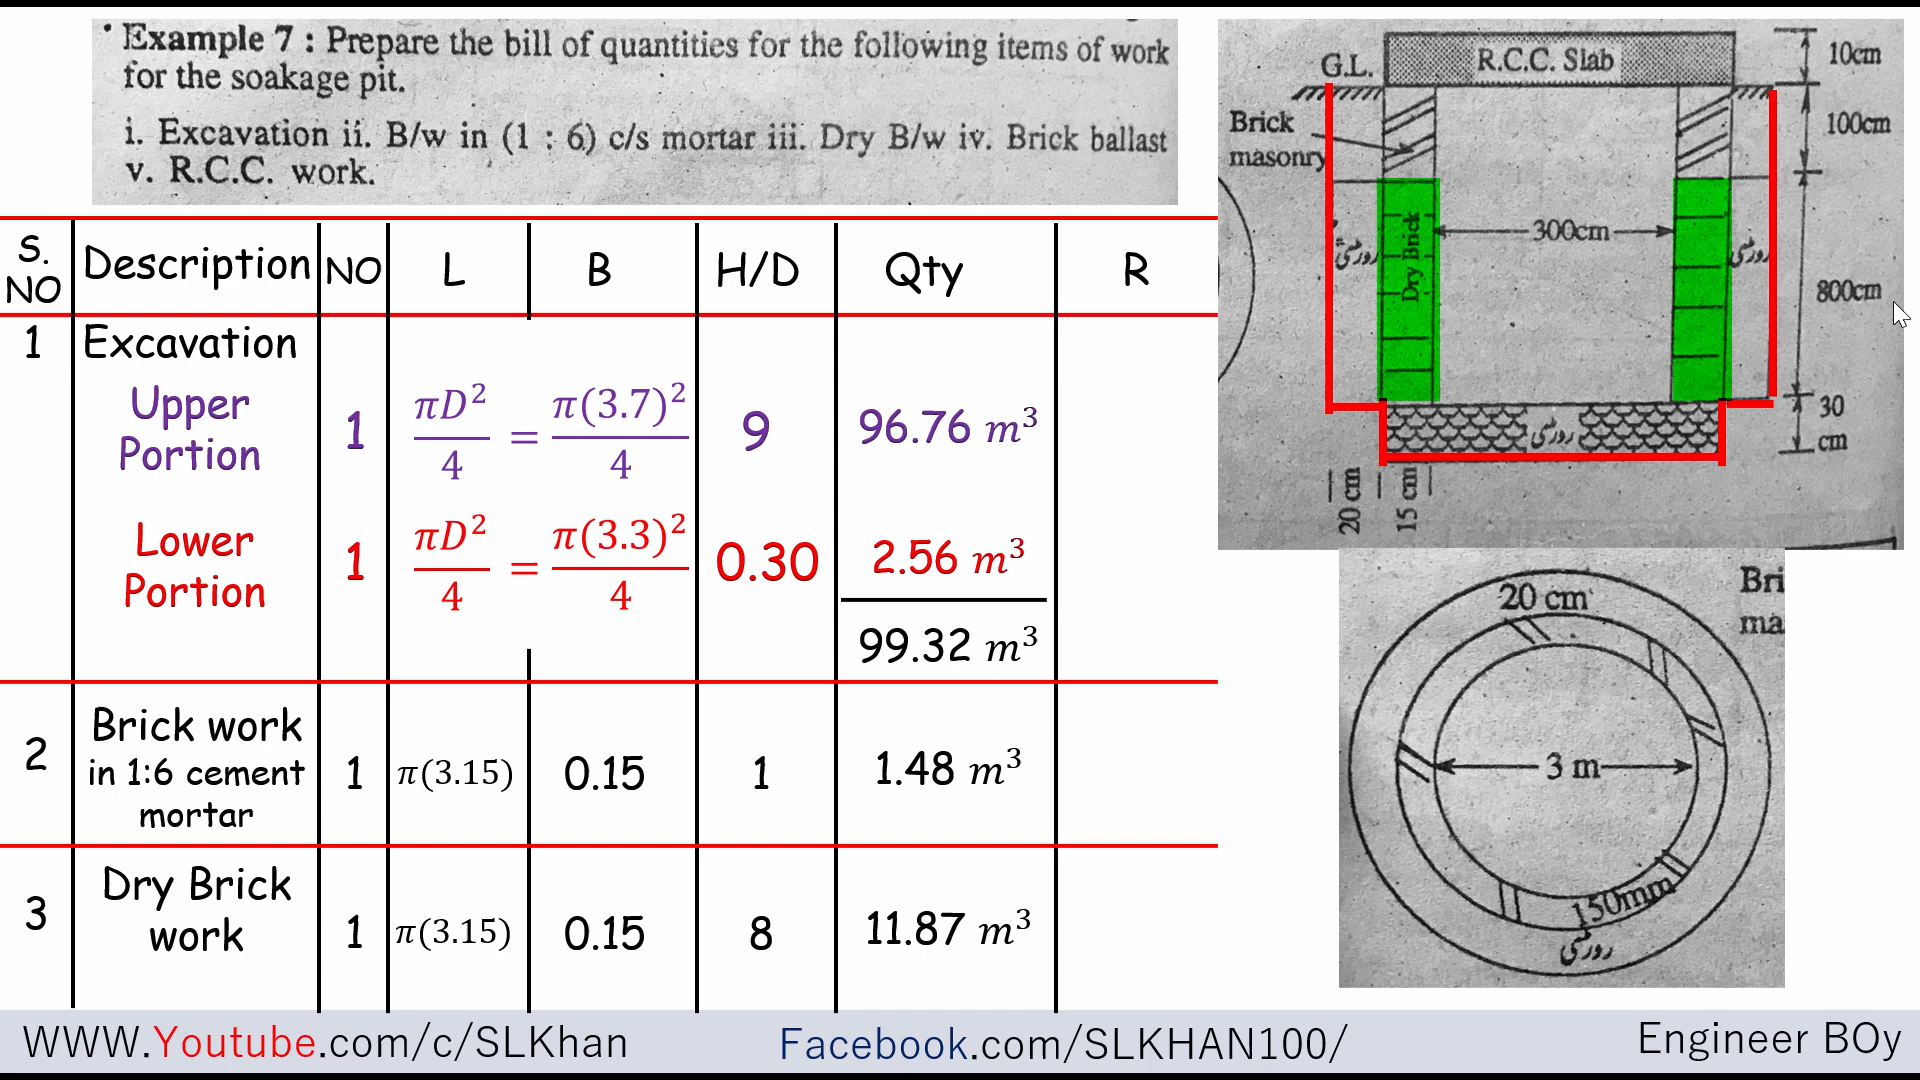 Example 7 : Prepare the bill of quantities for the following items of work
for the soakage pit.
i. Excavation ii. B/w in (1 : 6) c/s mortar iii. Dry B/w iv. Brick ballast
v. R.C.C. work.
S. NO Description NO L B H/D Qty R
1 Excavation
Upper Portion 1 πD²/4 = π(3.7)²/4 9 96.76 m³
Lower Portion 1 πD²/4 = π(3.3)²/4 0.30 2.56 m³
99.32 m³
2 Brick work in 1:6 cement mortar 1 π(3.15) 0.15 1 1.48 m³
3 Dry Brick work 1 π(3.15) 0.15 8 11.87 m³
G.L.
R.C.C. Slab
10cm
Brick
masonry
100cm
Dry Brick
300cm
800cm
30
cm
20 cm
15 cm
20 cm
Bri
ma
3 m
150mm
WWW.Youtube.com/c/SLKhan
Facebook.com/SLKHAN100/
Engineer BOy